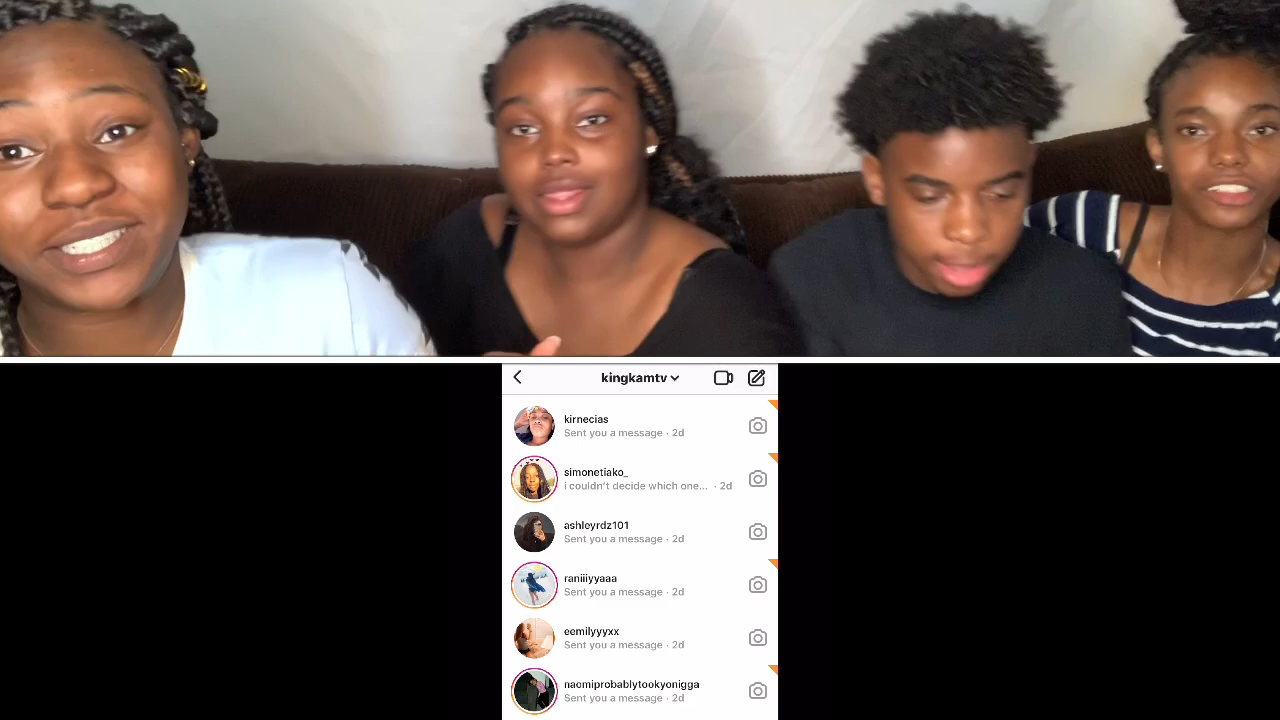 kingkamtv
kirnecias
Sent you a message · 2d
simonetiako_
i couldn't decide which one... · 2d
ashleyrdz101
Sent you a message · 2d
raniiiyyaaa
Sent you a message · 2d
eemilyyyxx
Sent you a message · 2d
naomiprobablytookyonigga
Sent you a message · 2d